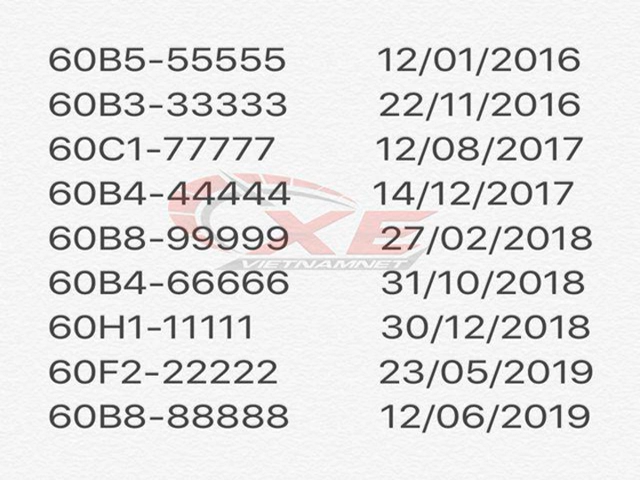 60B5-55555 12/01/2016
60B3-33333 22/11/2016
60C1-77777 12/08/2017
60B4-44444 14/12/2017
60B8-99999 27/02/2018
XE
VIETNAMNET
60B4-66666 31/10/2018
60H1-11111 30/12/2018
60F2-22222 23/05/2019
60B8-88888 12/06/2019